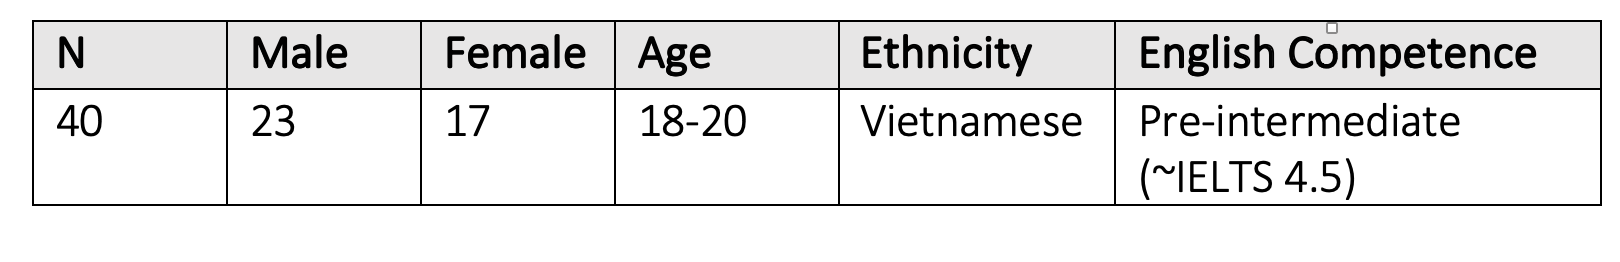 N Male Female Age Ethnicity English Competence
40 23 17 18-20 Vietnamese Pre-intermediate
(~IELTS 4.5)